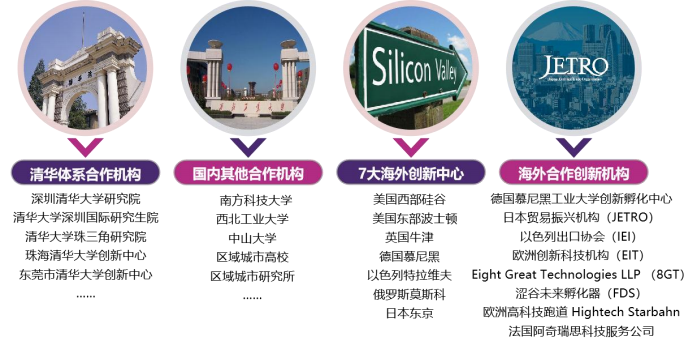 Silicon Valley
JETRO
清华体系合作机构
深圳清华大学研究院
清华大学深圳国际研究生院
清华大学珠三角研究院
珠海清华大学创新中心
东莞市清华大学创新中心
......
国内其他合作机构
南方科技大学
西北工业大学
中山大学
区域城市高校
区域城市研究所
......
7大海外创新中心
美国西部硅谷
美国东部波士顿
英国牛津
德国慕尼黑
以色列特拉维夫
俄罗斯莫斯科
日本东京
海外合作创新机构
德国慕尼黑工业大学创新孵化中心
日本贸易振兴机构（JETRO）
以色列出口协会（IEI）
欧洲创新科技机构（EIT）
Eight Great Technologies LLP （8GT）
涩谷未来孵化器（FDS）
欧洲高科技跑道 Hightech Starbahn
法国阿奇瑞思科技服务公司